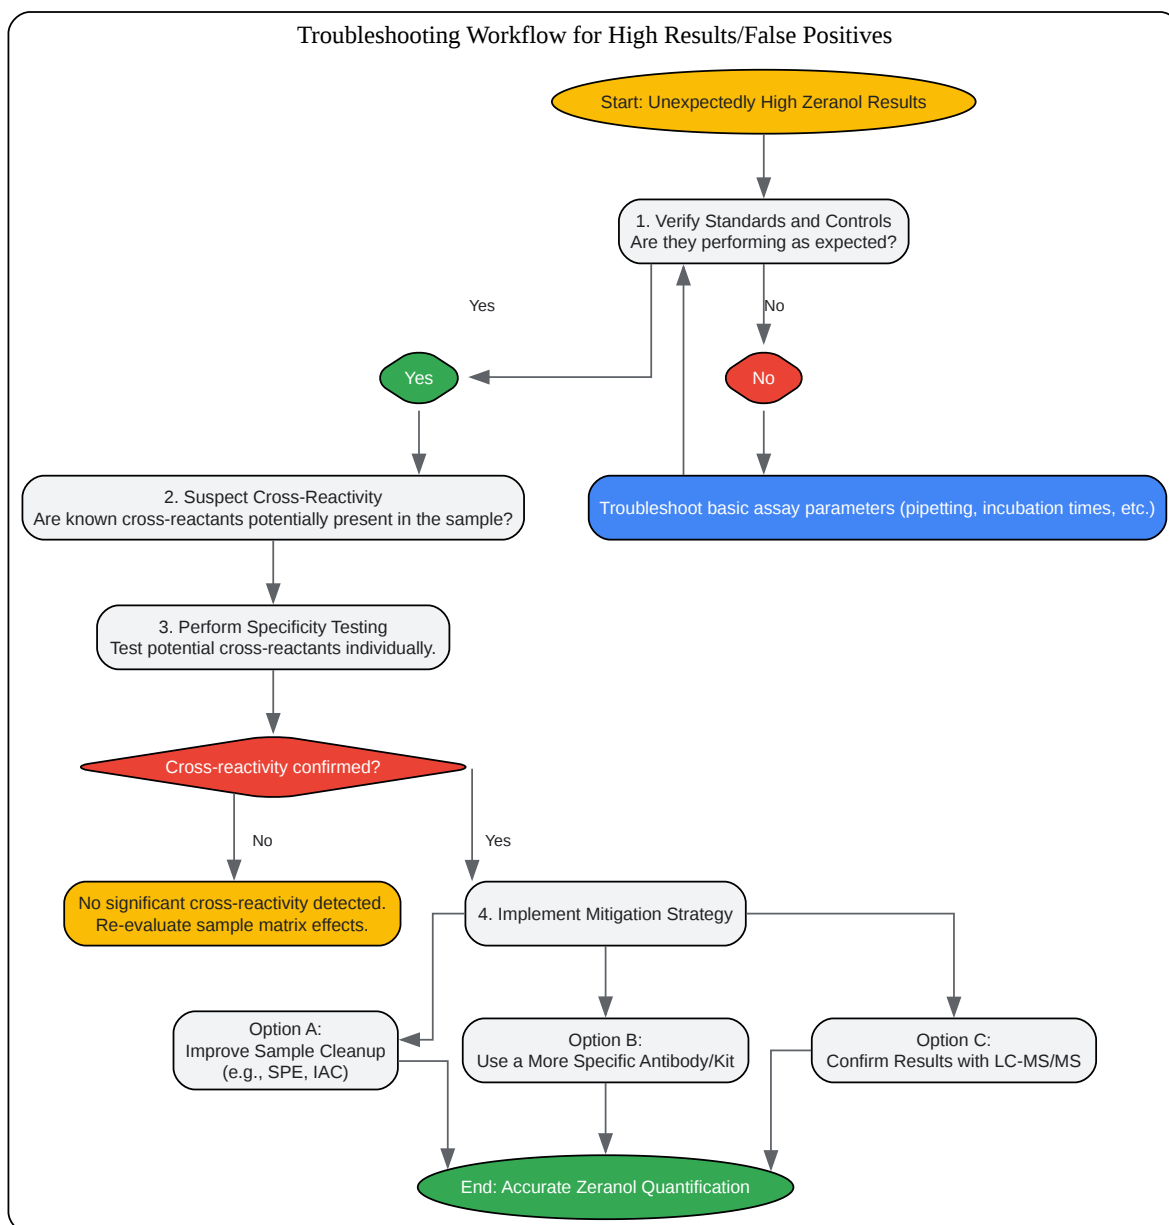 Troubleshooting Workflow for High Results/False Positives
Start: Unexpectedly High Zeranol Results
1. Verify Standards and Controls
Are they performing as expected?
Yes
No
Yes
No
2. Suspect Cross-Reactivity
Are known cross-reactants potentially present in the sample?
Troubleshoot basic assay parameters (pipetting, incubation times, etc.)
3. Perform Specificity Testing
Test potential cross-reactants individually.
Cross-reactivity confirmed?
No
Yes
No significant cross-reactivity detected.
Re-evaluate sample matrix effects.
4. Implement Mitigation Strategy
Option A:
Improve Sample Cleanup
(e.g., SPE, IAC)
Option B:
Use a More Specific Antibody/Kit
Option C:
Confirm Results with LC-MS/MS
End: Accurate Zeranol Quantification